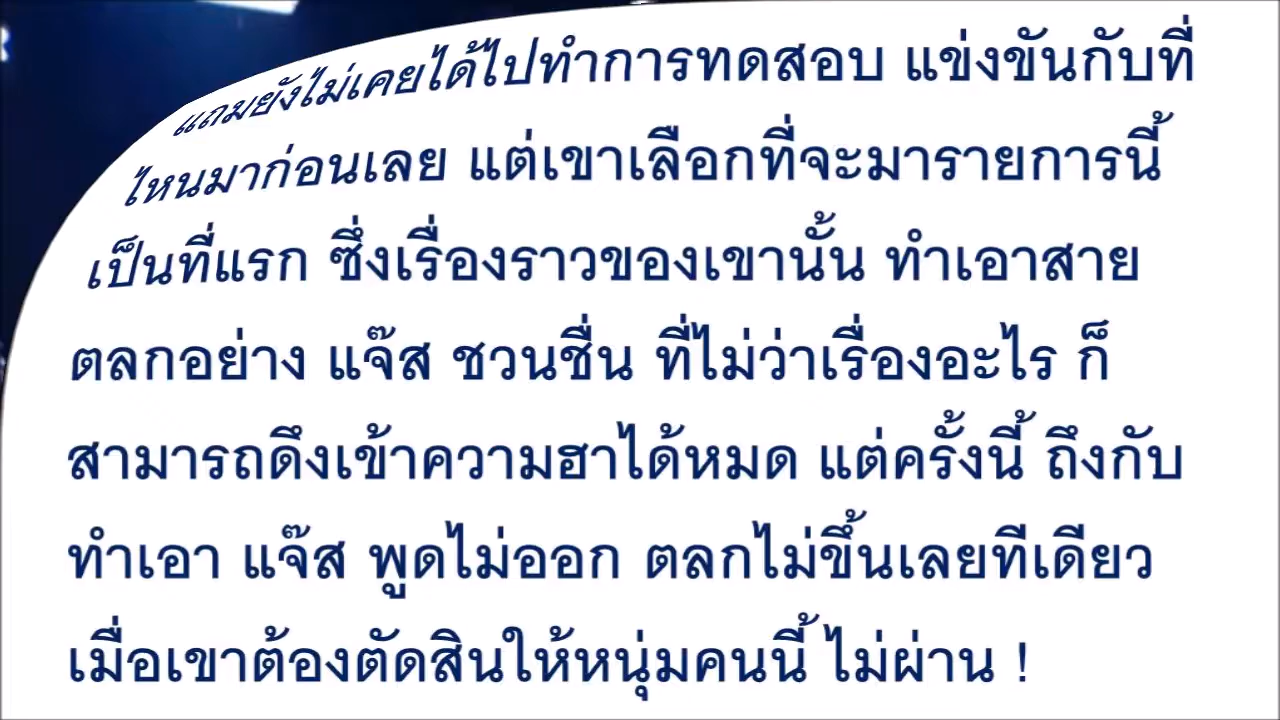 แถมยังไม่เคยได้ไปทำการทดสอบ แข่งขันกับที่
ไหนมาก่อนเลย แต่เขาเลือกที่จะมารายการนี้
เป็นที่แรก ซึ่งเรื่องราวของเขานั้น ทำเอาสาย
ตลกอย่าง แจ๊ส ชวนชื่น ที่ไม่ว่าเรื่องอะไร ก็
สามารถดึงเข้าความฮาได้หมด แต่ครั้งนี้ ถึงกับ
ทำเอา แจ๊ส พูดไม่ออก ตลกไม่ขึ้นเลยทีเดียว
เมื่อเขาต้องตัดสินให้หนุ่มคนนี้ ไม่ผ่าน !